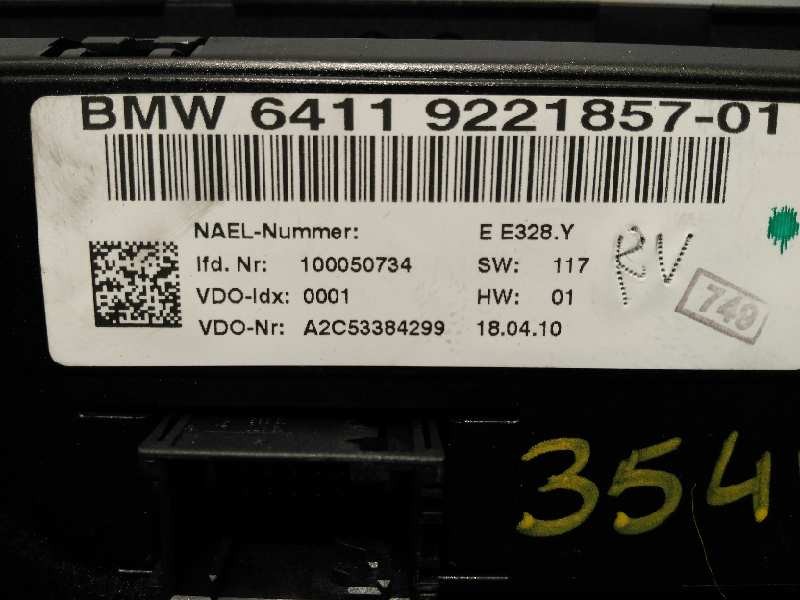 BMW 6411 9221857-01
NAEL-Nummer: E E328.Y
lfd. Nr: 100050734 SW: 117
VDO-Idx: 0001 HW: 01
VDO-Nr: A2C53384299 18.04.10
RV
749
354